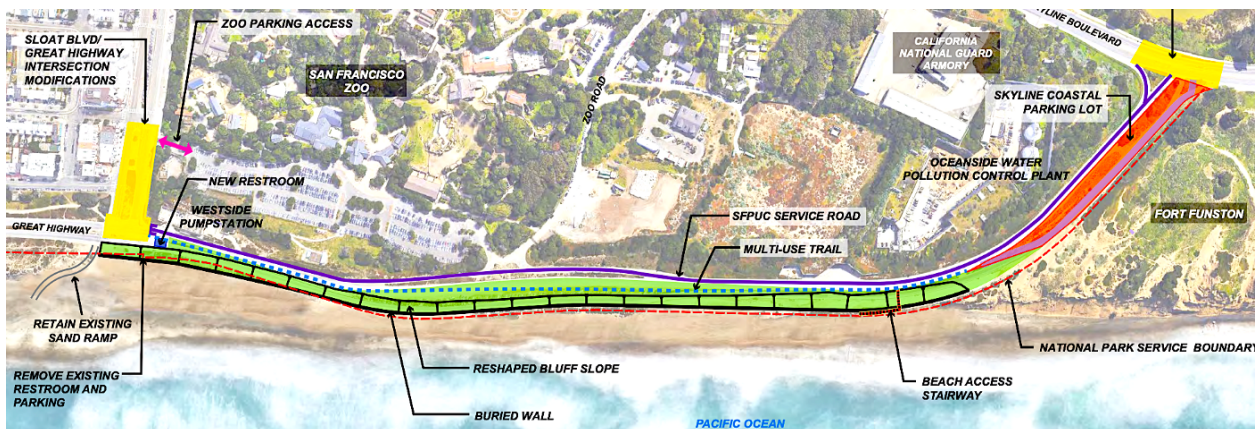 ZOO PARKING ACCESS
SLOAT BLVD/
GREAT HIGHWAY
INTERSECTION
MODIFICATIONS
SAN FRANCISCO
ZOO
ZOO ROAD
CALIFORNIA
NATIONAL GUARD
ARMORY
YLINE BOULEVARD
SKYLINE COASTAL
PARKING LOT
OCEANSIDE WATER
POLLUTION CONTROL PLANT
NEW RESTROOM
WESTSIDE
PUMPSTATION
GREAT HIGHWAY
SFPUC SERVICE ROAD
MULTI-USE TRAIL
FORT FUNSTON
RETAIN EXISTING
SAND RAMP
REMOVE EXISTING
RESTROOM AND
PARKING
RESHAPED BLUFF SLOPE
BURIED WALL
BEACH ACCESS
STAIRWAY
NATIONAL PARK SERVICE BOUNDARY
PACIFIC OCEAN